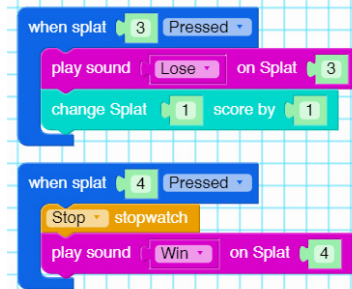 when splat 3 Pressed
play sound Lose on Splat 3
change Splat 1 score by 1
when splat 4 Pressed
Stop stopwatch
play sound Win on Splat 4